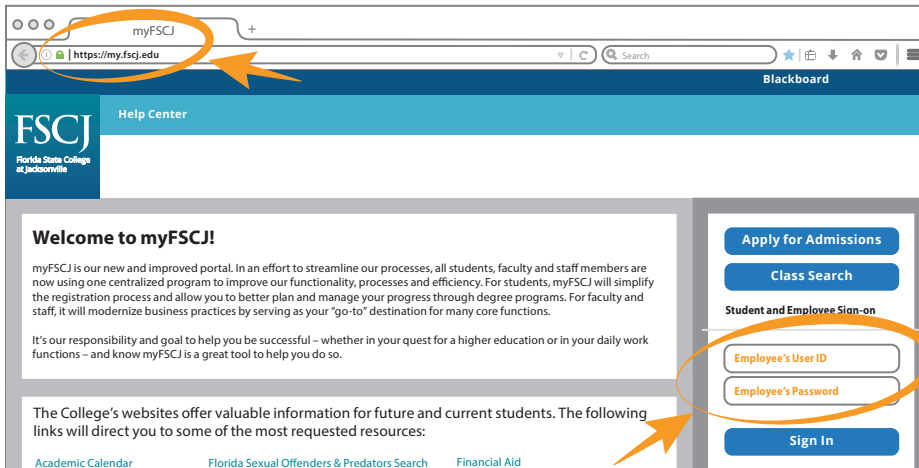 myFSCJ
https://my.fscj.edu
Search
Blackboard
Help Center
FSCJ
Florida State College
at Jacksonville
Welcome to myFSCJ!
myFSCJ is our new and improved portal. In an effort to streamline our processes, all students, faculty and staff members are
now using one centralized program to improve our functionality, processes and efficiency. For students, myFSCJ will simplify
the registration process and allow you to better plan and manage your progress through degree programs. For faculty and
staff, it will modernize business practices by serving as your “go-to” destination for many core functions.
It’s our responsibility and goal to help you be successful – whether in your quest for a higher education or in your daily work
functions – and know myFSCJ is a great tool to help you do so.
The College’s websites offer valuable information for future and current students. The following
links will direct you to some of the most requested resources:
Academic Calendar
Florida Sexual Offenders & Predators Search
Financial Aid
Apply for Admissions
Class Search
Student and Employee Sign-on
Employee’s User ID
Employee’s Password
Sign In